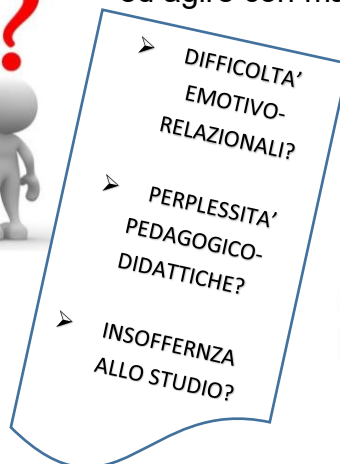 ?
➢ DIFFICOLTA'
EMOTIVO-
RELAZIONALI?
➢ PERPLESSITA'
PEDAGOGICO-
DIDATTICHE?
➢ INSOFFERNZA
ALLO STUDIO?